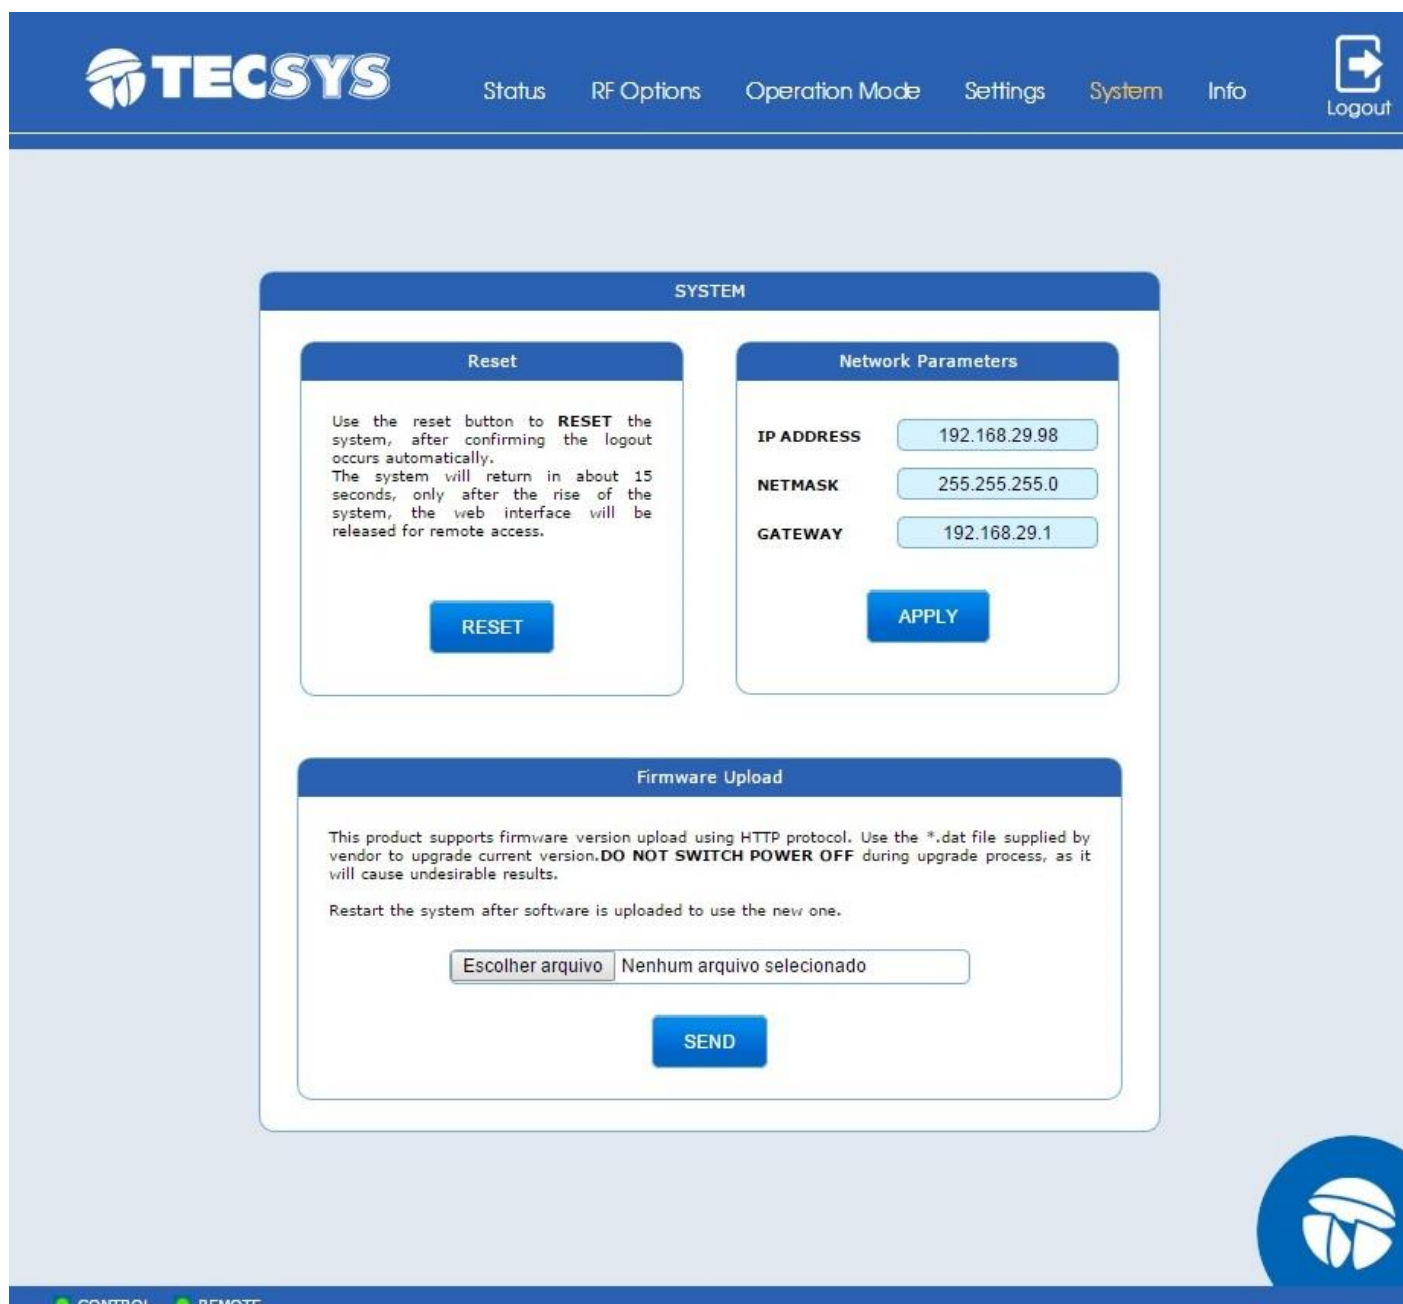 TECSYS
Status RF Options Operation Mode Settings System Info
Logout
SYSTEM
Reset
Use the reset button to RESET the
system, after confirming the logout
occurs automatically.
The system will return in about 15
seconds, only after the rise of the
system, the web interface will be
released for remote access.
RESET
Network Parameters
IP ADDRESS 192.168.29.98
NETMASK 255.255.255.0
GATEWAY 192.168.29.1
APPLY
Firmware Upload
This product supports firmware version upload using HTTP protocol. Use the *.dat file supplied by
vendor to upgrade current version.DO NOT SWITCH POWER OFF during upgrade process, as it
will cause undesirable results.
Restart the system after software is uploaded to use the new one.
Escolher arquivo Nenhum arquivo selecionado
SEND
CONTROL REMOTE